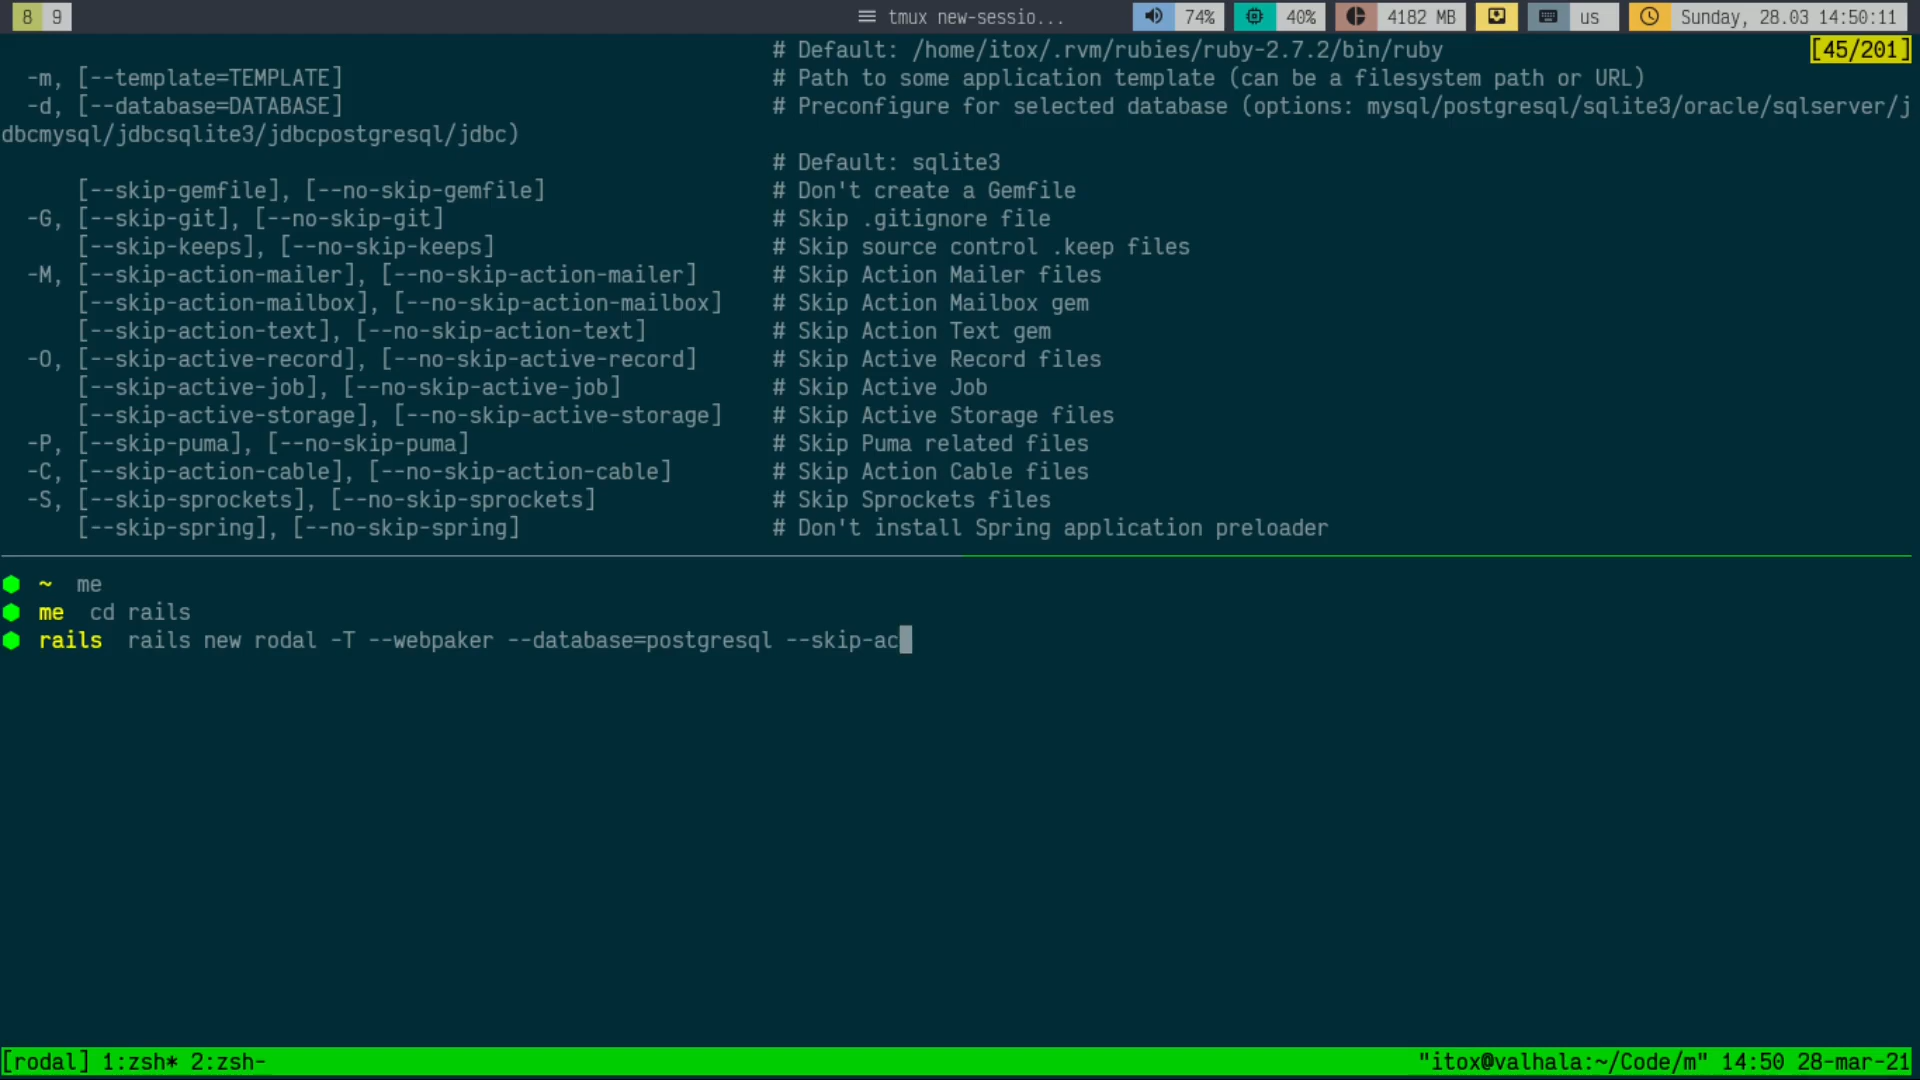 8 9 tmux new-sessio... 74% 40% 4182 MB us Sunday, 28.03 14:50:11
# Default: /home/itox/.rvm/rubies/ruby-2.7.2/bin/ruby [45/201]
-m, [--template=TEMPLATE] # Path to some application template (can be a filesystem path or URL)
-d, [--database=DATABASE] # Preconfigure for selected database (options: mysql/postgresql/sqlite3/oracle/sqlserver/j
dbcmysql/jdbcsqlite3/jdbcpostgresql/jdbc)
# Default: sqlite3
[--skip-gemfile], [--no-skip-gemfile] # Don't create a Gemfile
-G, [--skip-git], [--no-skip-git] # Skip .gitignore file
[--skip-keeps], [--no-skip-keeps] # Skip source control .keep files
-M, [--skip-action-mailer], [--no-skip-action-mailer] # Skip Action Mailer files
[--skip-action-mailbox], [--no-skip-action-mailbox] # Skip Action Mailbox gem
[--skip-action-text], [--no-skip-action-text] # Skip Action Text gem
-O, [--skip-active-record], [--no-skip-active-record] # Skip Active Record files
[--skip-active-job], [--no-skip-active-job] # Skip Active Job
[--skip-active-storage], [--no-skip-active-storage] # Skip Active Storage files
-P, [--skip-puma], [--no-skip-puma] # Skip Puma related files
-C, [--skip-action-cable], [--no-skip-action-cable] # Skip Action Cable files
-S, [--skip-sprockets], [--no-skip-sprockets] # Skip Sprockets files
[--skip-spring], [--no-skip-spring] # Don't install Spring application preloader
~ me
me cd rails
rails rails new rodal -T --webpaker --database=postgresql --skip-ac
[rodal] 1:zsh* 2:zsh- "itox@valhala:~/Code/m" 14:50 28-mar-21